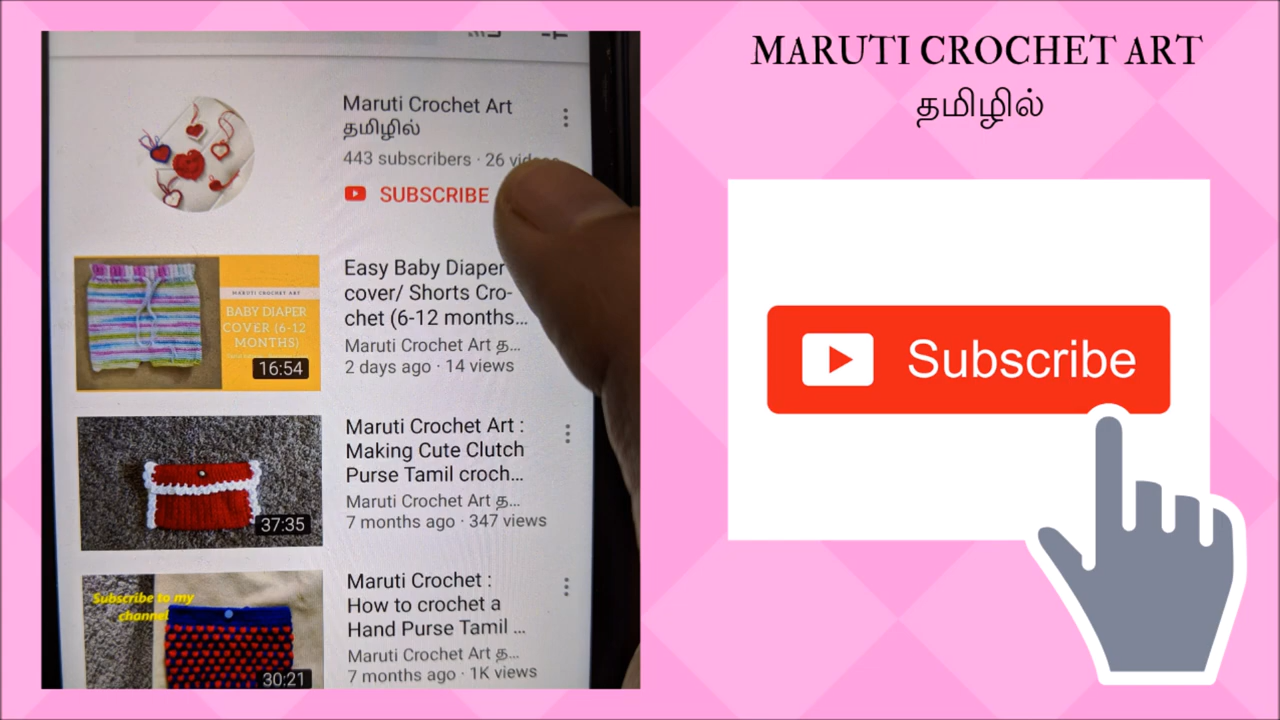 MARUTI CROCHET ART
தமிழில்
Maruti Crochet Art
தமிழில்
443 subscribers · 26
SUBSCRIBE
Easy Baby Diaper
cover/ Shorts Cro-
chet (6-12 months...
Maruti Crochet Art த...
2 days ago · 14 views
MARUTI CROCHET ART
BABY DIAPER
COVER (6-12
MONTHS)
16:54
Maruti Crochet Art :
Making Cute Clutch
Purse Tamil croch...
Maruti Crochet Art த...
7 months ago · 347 views
37:35
Maruti Crochet :
How to crochet a
Hand Purse Tamil ...
Maruti Crochet Art த...
7 months ago · 1K views
Subscribe to my
channel
30:21
Subscribe